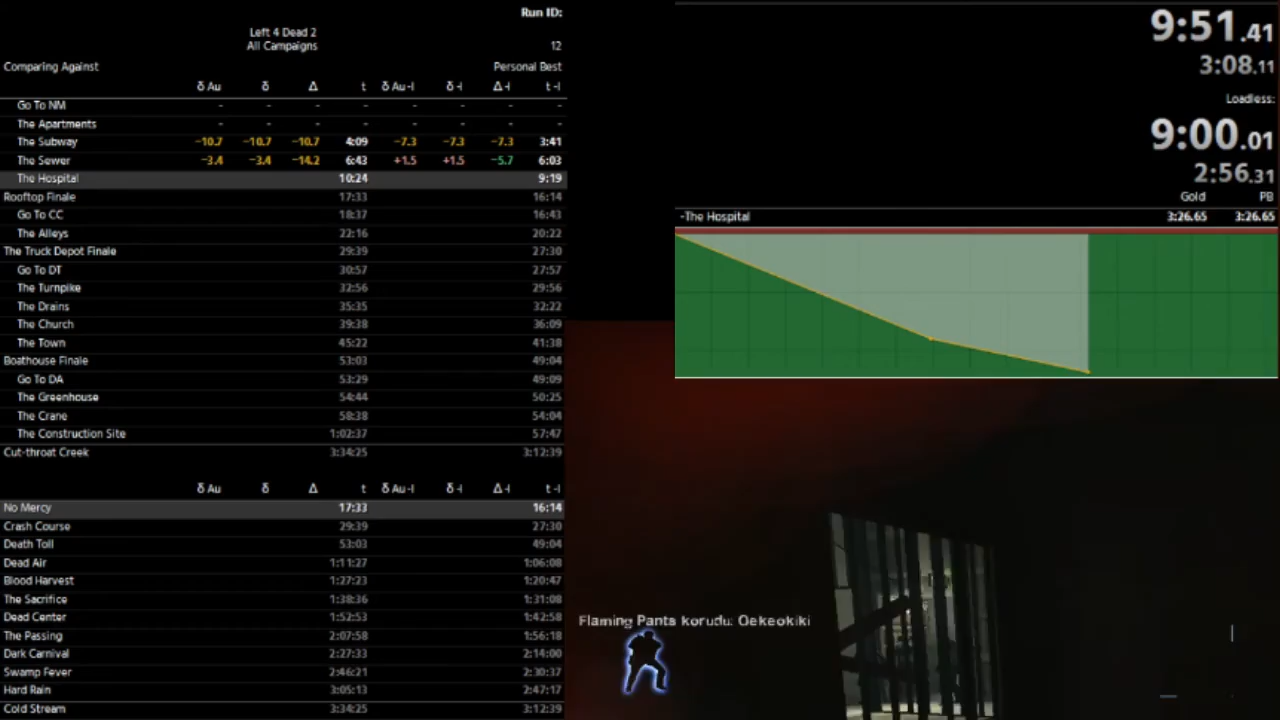 Run ID:
Left 4 Dead 2
All Campaigns
12
Comparing Against Personal Best
δ Au δ Δ t δ Au-l δ-l Δ-l t-l
Go To NM - - - - - - - -
The Apartments - - - - - - - -
The Subway −10.7 −10.7 −10.7 4:09 −7.3 −7.3 −7.3 3:41
The Sewer −3.4 −3.4 −14.2 6:43 +1.5 +1.5 −5.7 6:03
The Hospital 10:24 9:19
Rooftop Finale 17:33 16:14
Go To CC 18:37 16:43
The Alleys 22:16 20:22
The Truck Depot Finale 29:39 27:30
Go To DT 30:57 27:57
The Turnpike 32:56 29:56
The Drains 35:35 32:22
The Church 39:38 36:09
The Town 45:22 41:38
Boathouse Finale 53:03 49:04
Go To DA 53:29 49:09
The Greenhouse 54:44 50:25
The Crane 58:38 54:04
The Construction Site 1:02:37 57:47
Cut-throat Creek 3:34:25 3:12:39
δ Au δ Δ t δ Au-l δ-l Δ-l t-l
No Mercy 17:33 16:14
Crash Course 29:39 27:30
Death Toll 53:03 49:04
Dead Air 1:11:27 1:06:08
Blood Harvest 1:27:23 1:20:47
The Sacrifice 1:38:36 1:31:08
Dead Center 1:52:53 1:42:58
The Passing 2:07:58 1:56:18
Dark Carnival 2:27:33 2:14:00
Swamp Fever 2:46:21 2:30:37
Hard Rain 3:05:13 2:47:17
Cold Stream 3:34:25 3:12:39
9:51.41
3:08.11
Loadless:
9:00.01
2:56.31
Gold PB
-The Hospital 3:26.65 3:26.65
Flaming Pants korudu: Oekeokiki